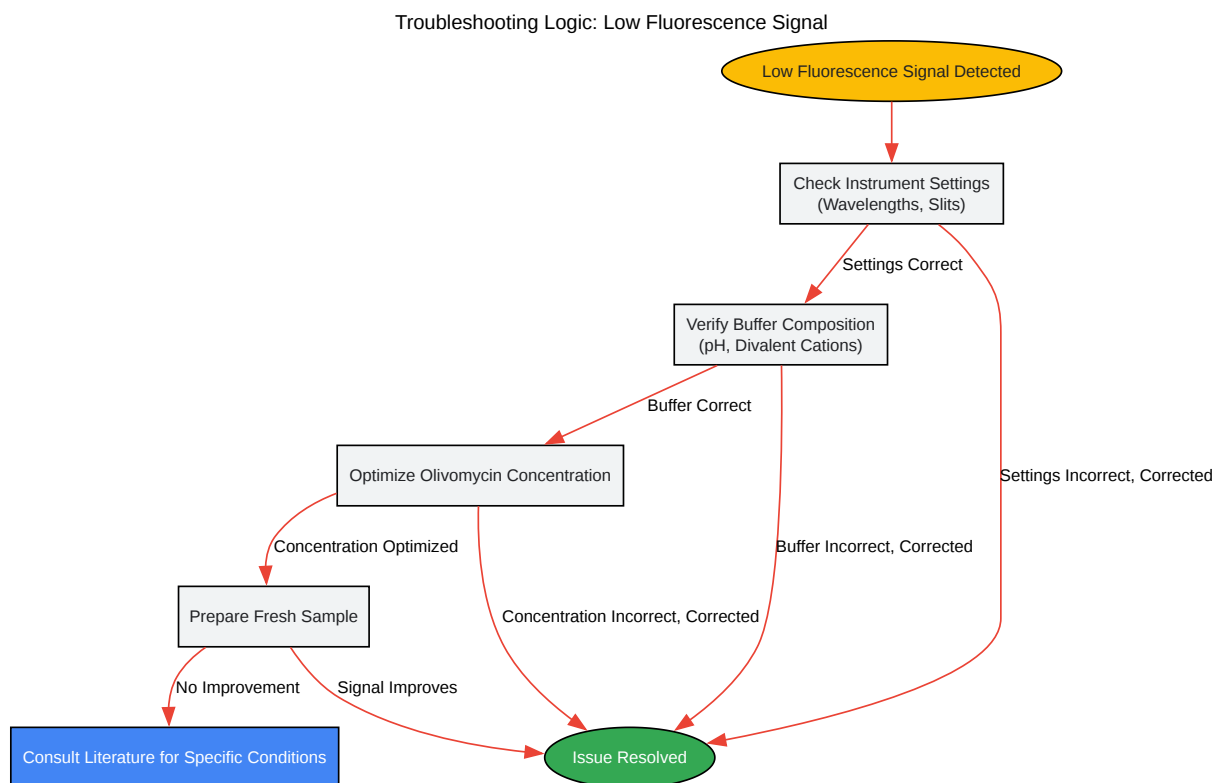 Troubleshooting Logic: Low Fluorescence Signal
Low Fluorescence Signal Detected
Check Instrument Settings
(Wavelengths, Slits)
Settings Correct
Verify Buffer Composition
(pH, Divalent Cations)
Buffer Correct
Optimize Olivomycin Concentration
Settings Incorrect, Corrected
Concentration Optimized
Buffer Incorrect, Corrected
Prepare Fresh Sample
Concentration Incorrect, Corrected
No Improvement
Signal Improves
Consult Literature for Specific Conditions
Issue Resolved